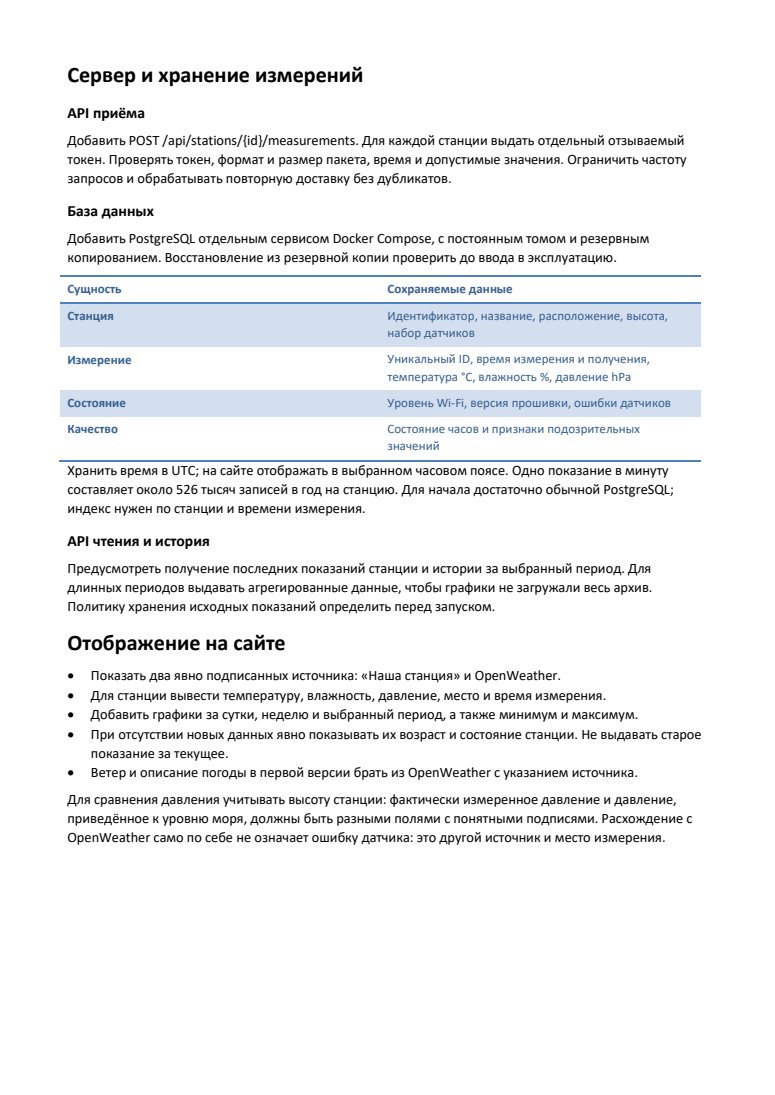 Сервер и хранение измерений
API приёма
Добавить POST /api/stations/{id}/measurements. Для каждой станции выдать отдельный отзываемый
токен. Проверять токен, формат и размер пакета, время и допустимые значения. Ограничить частоту
запросов и обрабатывать повторную доставку без дубликатов.
База данных
Добавить PostgreSQL отдельным сервисом Docker Compose, с постоянным томом и резервным
копированием. Восстановление из резервной копии проверить до ввода в эксплуатацию.
Сущность Сохраняемые данные
Станция Идентификатор, название, расположение, высота,
набор датчиков
Измерение Уникальный ID, время измерения и получения,
температура °C, влажность %, давление hPa
Состояние Уровень Wi-Fi, версия прошивки, ошибки датчиков
Качество Состояние часов и признаки подозрительных
значений
Хранить время в UTC; на сайте отображать в выбранном часовом поясе. Одно показание в минуту
составляет около 526 тысяч записей в год на станцию. Для начала достаточно обычной PostgreSQL;
индекс нужен по станции и времени измерения.
API чтения и история
Предусмотреть получение последних показаний станции и истории за выбранный период. Для
длинных периодов выдавать агрегированные данные, чтобы графики не загружали весь архив.
Политику хранения исходных показаний определить перед запуском.
Отображение на сайте
• Показать два явно подписанных источника: «Наша станция» и OpenWeather.
• Для станции вывести температуру, влажность, давление, место и время измерения.
• Добавить графики за сутки, неделю и выбранный период, а также минимум и максимум.
• При отсутствии новых данных явно показывать их возраст и состояние станции. Не выдавать старое
показание за текущее.
• Ветер и описание погоды в первой версии брать из OpenWeather с указанием источника.
Для сравнения давления учитывать высоту станции: фактически измеренное давление и давление,
приведённое к уровню моря, должны быть разными полями с понятными подписями. Расхождение с
OpenWeather само по себе не означает ошибку датчика: это другой источник и место измерения.